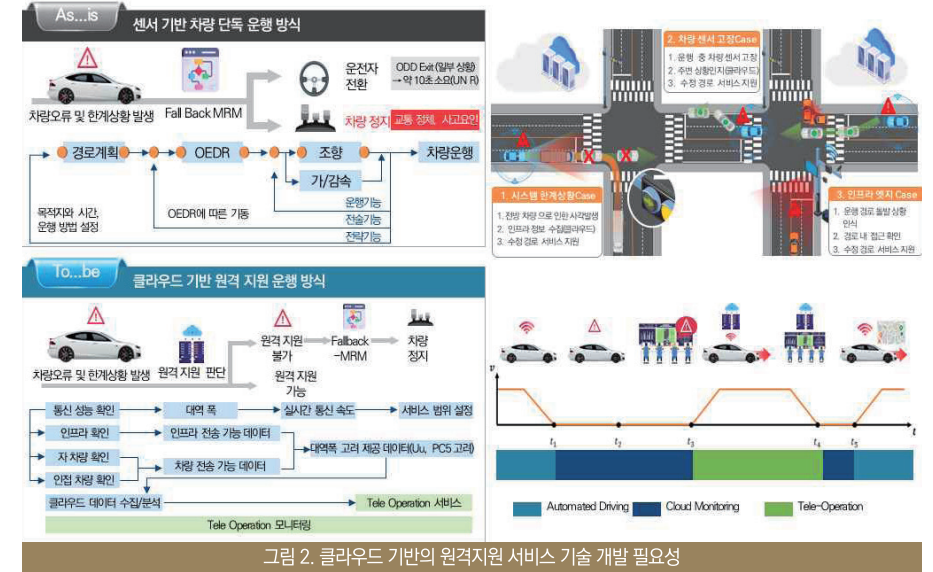 As...is
센서 기반 차량 단독 운행 방식
차량오류 및 한계상황 발생
Fall Back MRM
운전자
전환
ODD Exit (일부 상황)
→약 10초 소요(UN R)
차량 정지
교통 정체, 사고요인
경로계획
OEDR
조향
가/감속
차량운행
목적지와 시간,
운행 방법 설정
OEDR에 따른 기동
운행기능
전술기능
전략기능
2. 차량 센서 고장Case
1. 운행 중 차량 센서 고장
2. 주변 상황인지(클라우드)
3. 수정 경로 서비스 지원
1. 시스템 한계상황Case
1. 전방 차량 으로 인한 사각발생
2. 인프라 정보 수집(클라우드)
3. 수정 경로 서비스 지원
3. 인프라 엣지 Case
1. 운행 경로 돌발 상황
인식
2. 경로 내 접근 확인
3. 수정 경로 서비스 지원
To...be
클라우드 기반 원격 지원 운행 방식
차량오류 및 한계상황 발생
원격 지원 판단
원격 지원
불가
Fallback
-MRM
차량
정지
원격 지원
가능
통신 성능 확인
대역 폭
실시간 통신 속도
서비스 범위 설정
인프라 확인
인프라 전송 가능 데이터
자 차량 확인
차량 전송 가능 데이터
인접 차량 확인
대역폭 고려 제공 데이터(Uu, PC5 고려)
클라우드 데이터 수집/분석
Tele Operation 서비스
Tele Operation 모니터링
v
t1
t2
t3
t4
t5
t
Automated Driving
Cloud Monitoring
Tele-Operation
그림 2. 클라우드 기반의 원격지원 서비스 기술 개발 필요성